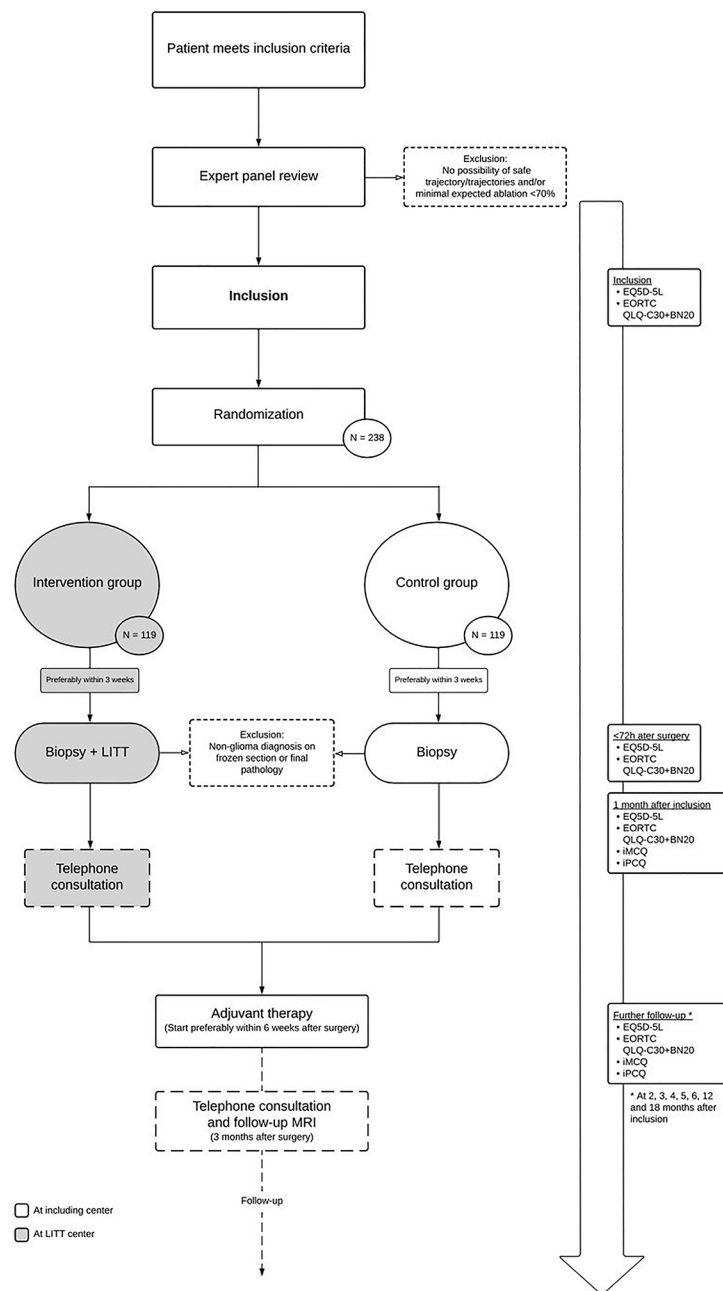 Patient meets inclusion criteria
Expert panel review
Exclusion:
No possibility of safe
trajectory/trajectories and/or
minimal expected ablation <70%
Inclusion
Inclusion
• EQ5D-5L
• EORTC
QLQ-C30+BN20
Randomization
N = 238
Intervention group
N = 119
Control group
N = 119
Preferably within 3 weeks
Preferably within 3 weeks
Biopsy + LITT
Exclusion:
Non-glioma diagnosis on
frozen section or final
pathology
Biopsy
<72h ater surgery
• EQ5D-5L
• EORTC
QLQ-C30+BN20
1 month after inclusion
• EQ5D-5L
• EORTC
QLQ-C30+BN20
• iMCQ
• iPCQ
Telephone
consultation
Telephone
consultation
Adjuvant therapy
(Start preferably within 6 weeks after surgery)
Further follow-up *
• EQ5D-5L
• EORTC
QLQ-C30+BN20
• iMCQ
• iPCQ
* At 2, 3, 4, 5, 6, 12
and 18 months after
inclusion
Telephone consultation
and follow-up MRI
(3 months after surgery)
Follow-up
At including center
At LITT center